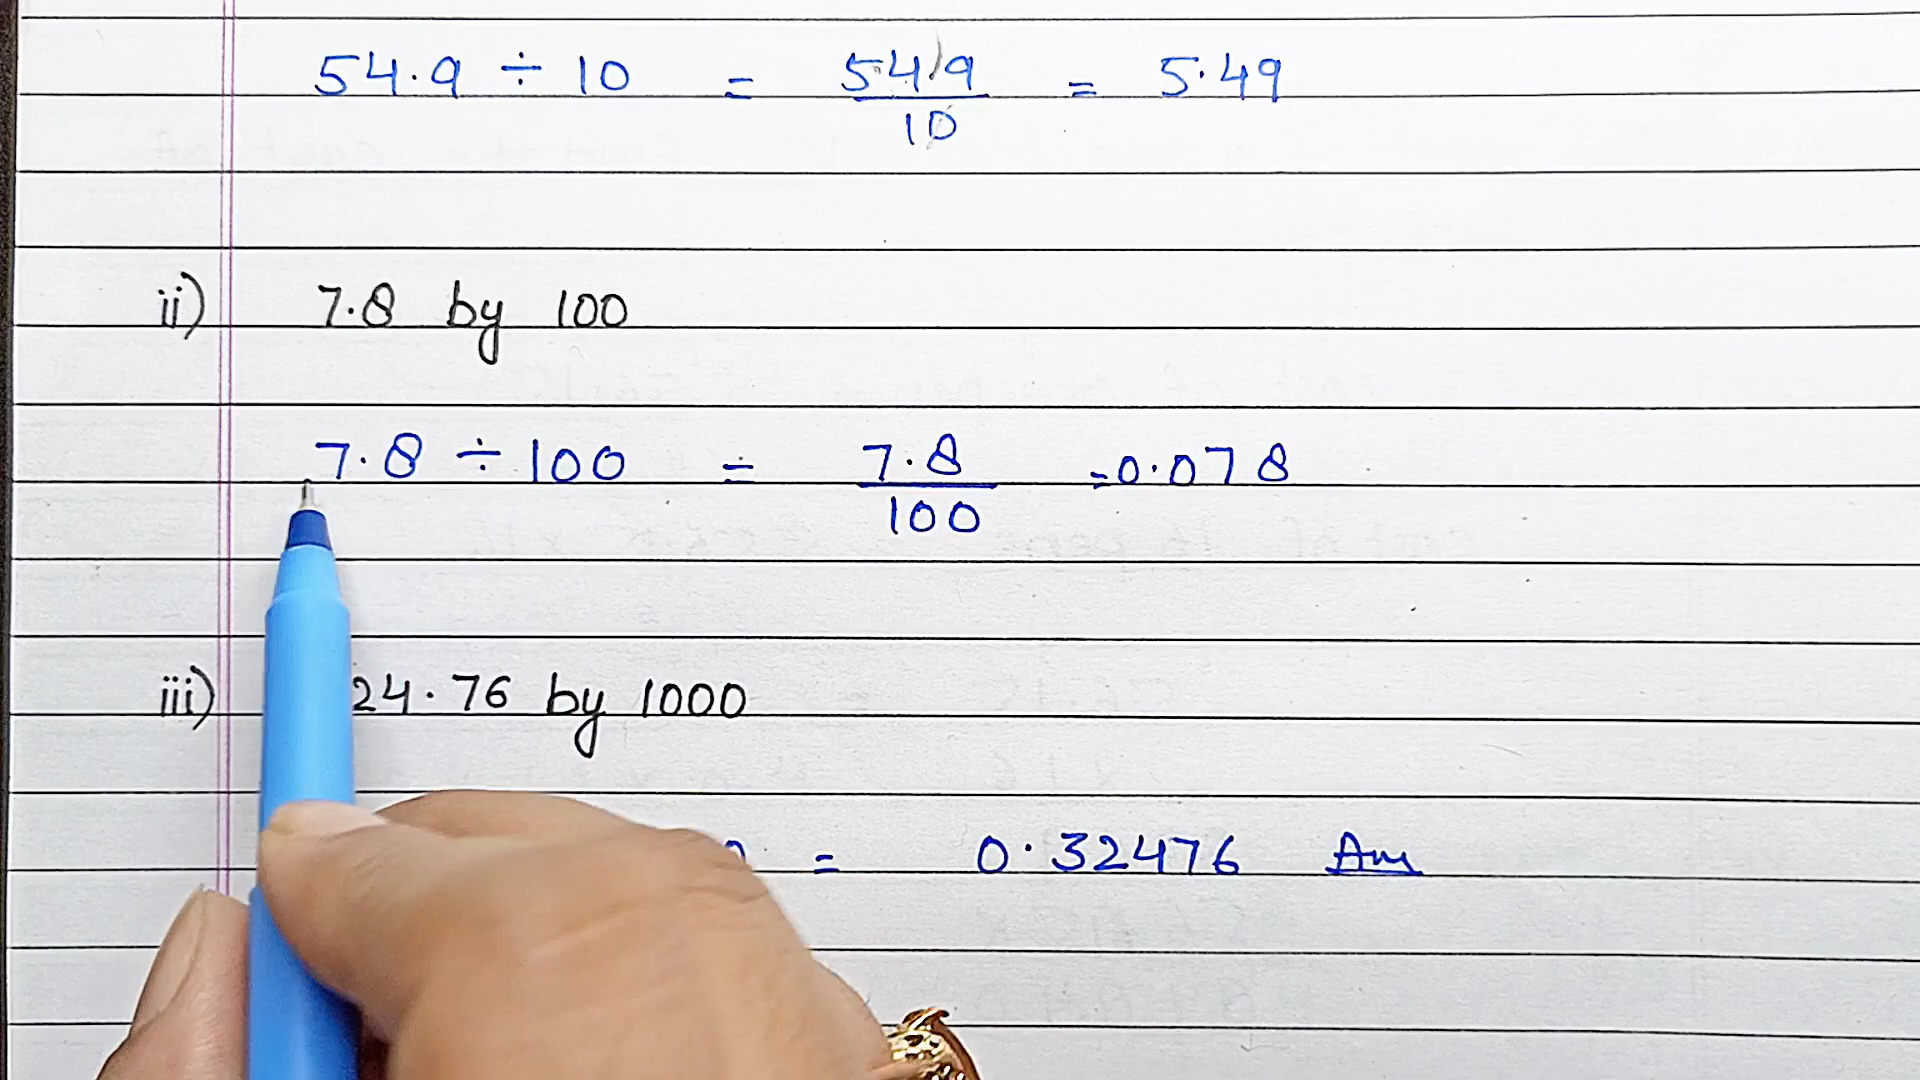 54.9 ÷ 10 = 54.9/10 = 5.49
ii) 7.8 by 100
7.8 ÷ 100 = 7.8/100 = 0.078
iii) 24.76 by 1000
0 = 0.32476 Ans